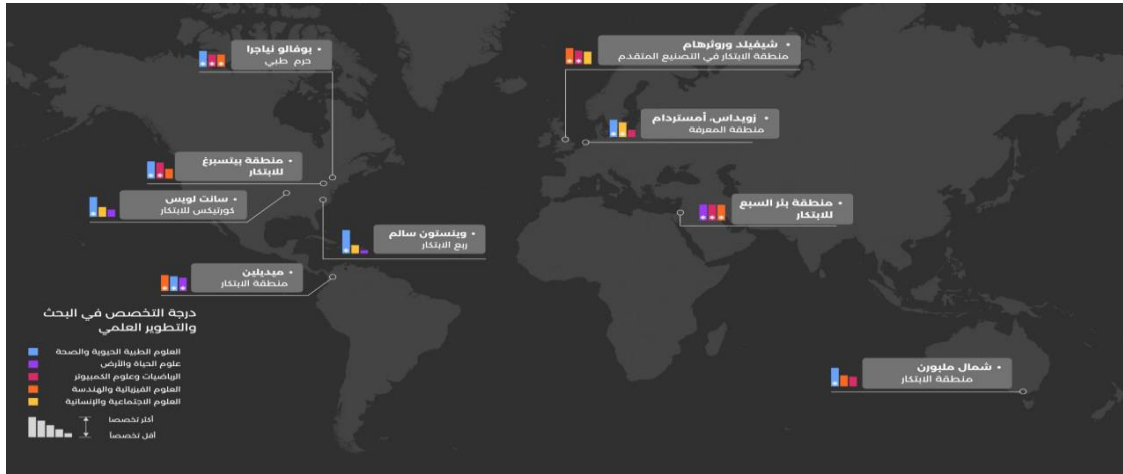 • بوفالو نياجرا
حرم طبي
• شيفيلد وروثرهام
منطقة الابتكار في التصنيع المتقدم
• زويداس، أمستردام
منطقة المعرفة
• منطقة بيتسبرغ
للابتكار
• سانت لويس
كورتيكس للابتكار
• منطقة بئر السبع
للابتكار
• وينستون سالم
ربع الابتكار
• ميديلين
منطقة الابتكار
درجة التخصص في البحث
والتطوير العلمي
العلوم الطبية الحيوية والصحة
علوم الحياة والأرض
الرياضيات وعلوم الكمبيوتر
العلوم الفيزيائية والهندسة
العلوم الاجتماعية والإنسانية
أكثر تخصصا
أقل تخصصاً
• شمال ملبورن
منطقة الابتكار